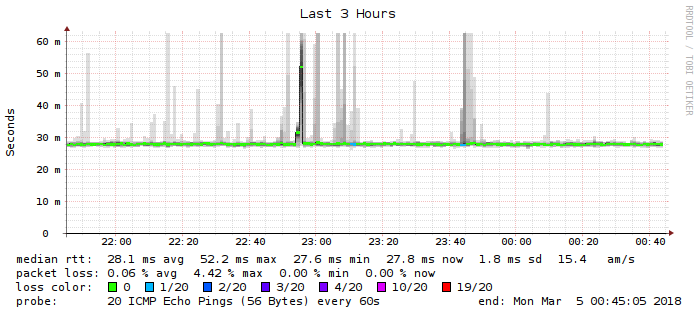 Last 3 Hours
RRDTOOL / TOBI OETIKER
Seconds
60 m
50 m
40 m
30 m
20 m
10 m
0
22:00 22:20 22:40 23:00 23:20 23:40 00:00 00:20 00:40
median rtt: 28.1 ms avg 52.2 ms max 27.6 ms min 27.8 ms now 1.8 ms sd 15.4 am/s
packet loss: 0.06 % avg 4.42 % max 0.00 % min 0.00 % now
loss color: 0 1/20 2/20 3/20 4/20 10/20 19/20
probe: 20 ICMP Echo Pings (56 Bytes) every 60s end: Mon Mar 5 00:45:05 2018